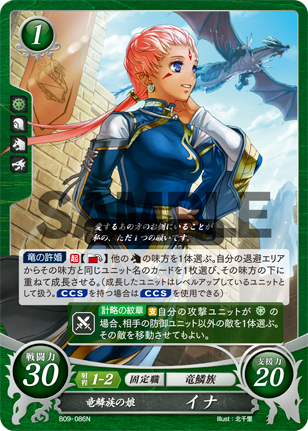 1
SAMPLE
愛するあの方のお側にいることが
私の、ただ1つの願いです。
竜の許婚 起 【 】他の の味方を1体選ぶ。自分の退避エリア
からその味方と同じユニット名のカードを1枚選び、その味方の下に
重ねて成長させる。（成長したユニットはレベルアップしているユニットと
して扱う。CCSを持つ場合はCCSを使用できる）
計略の紋章 支 自分の攻撃ユニットが
の場合、相手の防御ユニット以外の敵を1体選ぶ。
その敵を移動させてもよい。
戦闘力
30
射程 1-2 固定職 竜鱗族
支援力
20
竜鱗族の娘 イナ
B09-086N
Illust：北千里